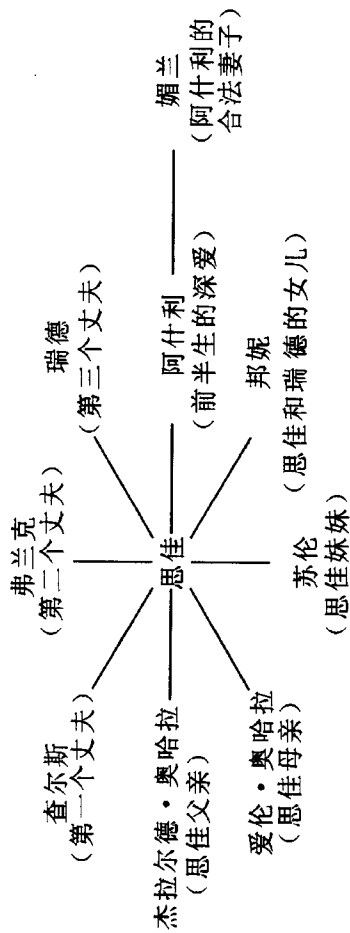 弗兰克
(第二个丈夫)
查尔斯
(第一个丈夫)
瑞德
(第三个丈夫)
杰拉尔德·奥哈拉
(思佳父亲)
思佳
阿什利
(前半生的深爱)
媚兰
(阿什利的
合法妻子)
爱伦·奥哈拉
(思佳母亲)
邦妮
(思佳和瑞德的女儿)
苏伦
(思佳妹妹)